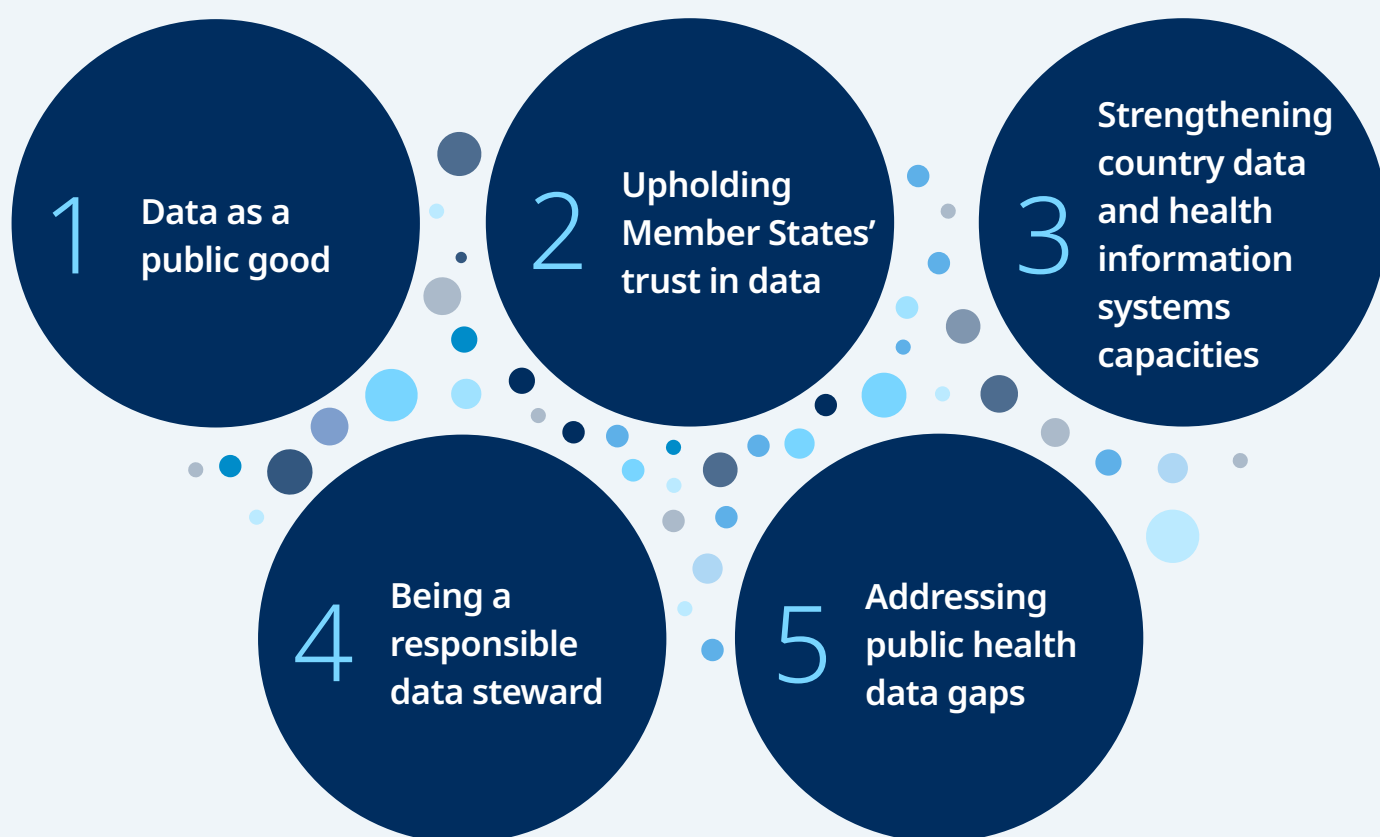 1
Data as a
public good
2
Upholding
Member States’
trust in data
3
Strengthening
country data
and health
information
systems
capacities
4
Being a
responsible
data steward
5
Addressing
public health
data gaps